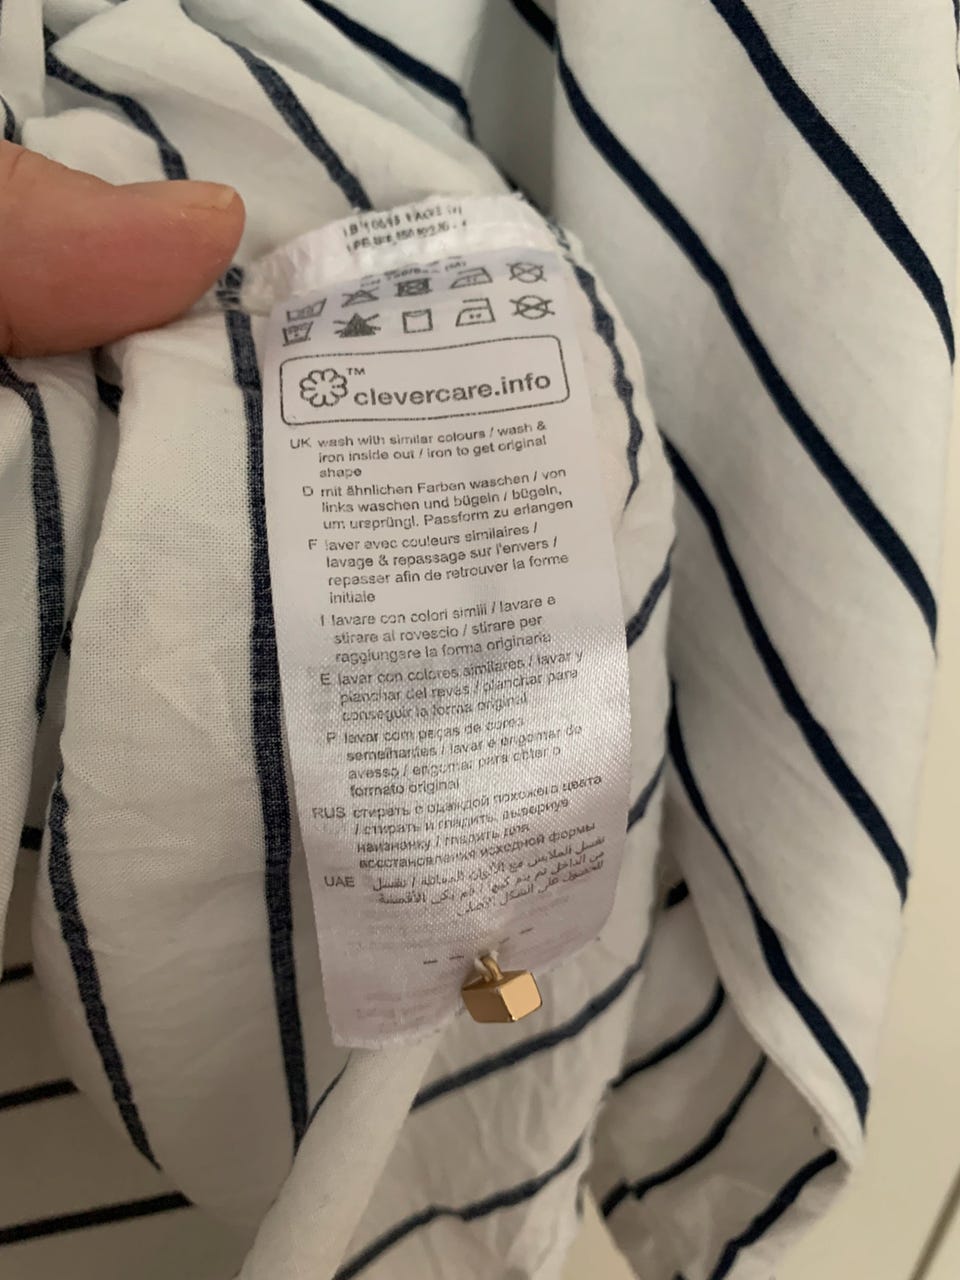 ™ clevercare.info
UK wash with similar colours / wash &
iron inside out / iron to get original
shape
D mit ähnlichen Farben waschen / von
links waschen und bügeln / bügeln,
um ursprüngl. Passform zu erlangen
F laver avec couleurs similaires /
lavage & repassage sur l'envers /
repasser afin de retrouver la forme
initiale
I lavare con colori simili / lavare e
stirare al rovescio / stirare per
raggiungere la forma originaria
E lavar con colores similares / lavar y
planchar del revés / planchar para
conseguir la forma original
P lavar com peças de cores
semelhantes / lavar e engomar do
avesso / engomar para obter o
formato original
RUS стирать с одеждой похожего цвета
/ стирать и гладить, вывернув
наизнанку / гладить для
восстановления исходной формы
UAE
للحصول على الشكل الأصلي